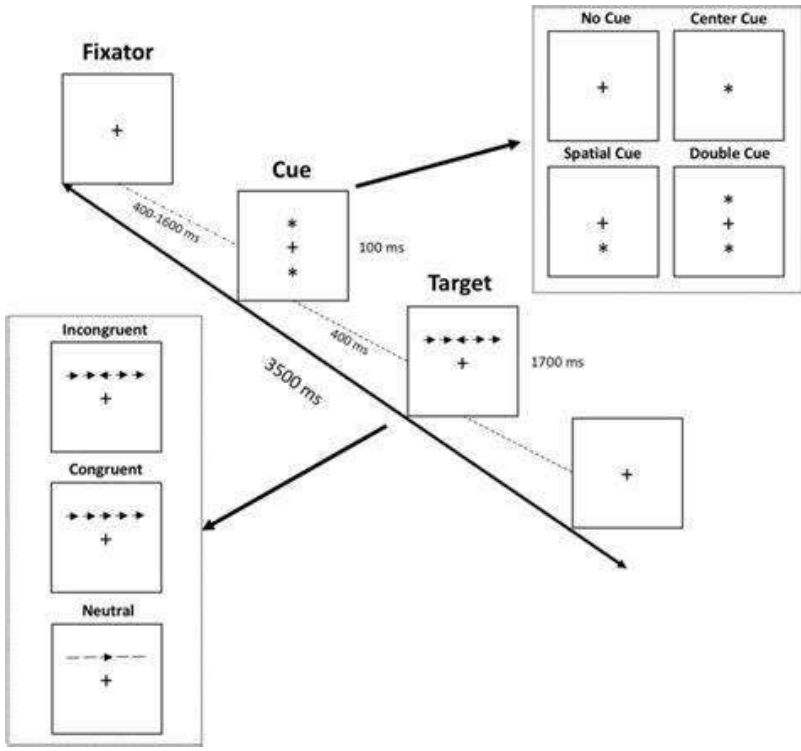 Fixator
+
400-1600 ms
Cue
*
+
*
100 ms
400 ms
Target
+
1700 ms
+
3500 ms
No Cue
+
Center Cue
*
Spatial Cue
+
*
Double Cue
*
+
*
Incongruent
+
Congruent
+
Neutral
+